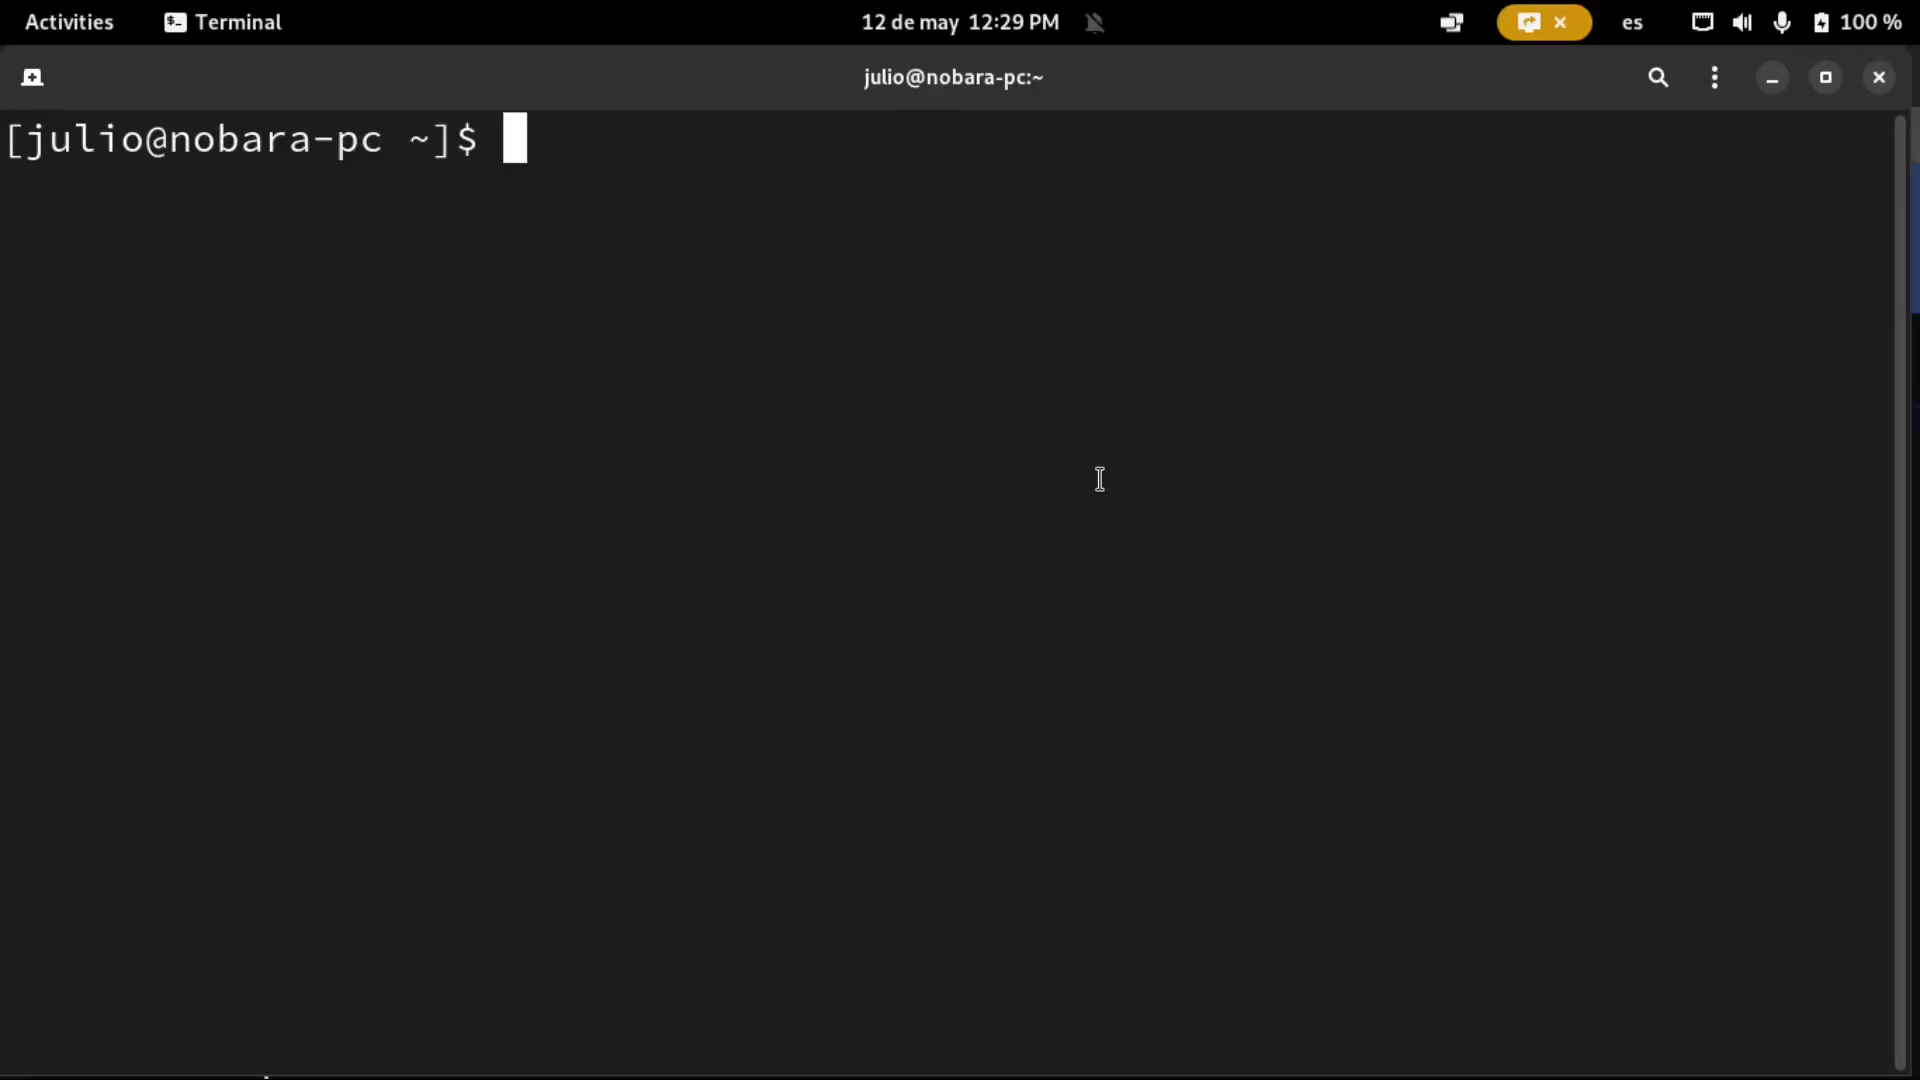 Activities Terminal 12 de may 12:29 PM es 100 %
julio@nobara-pc:~
[julio@nobara-pc ~]$